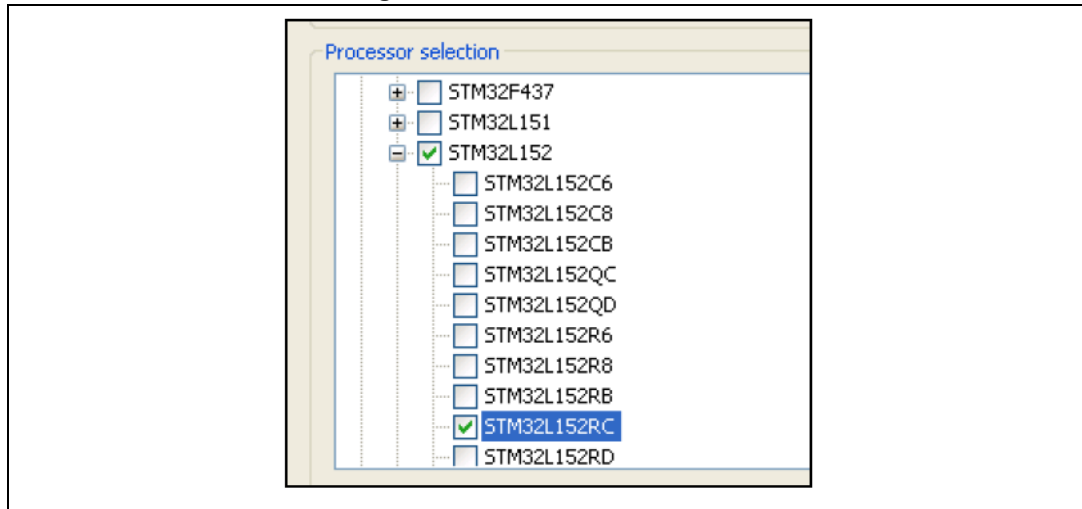 Processor selection
STM32F437
STM32L151
STM32L152
STM32L152C6
STM32L152C8
STM32L152CB
STM32L152QC
STM32L152QD
STM32L152R6
STM32L152R8
STM32L152RB
STM32L152RC
STM32L152RD